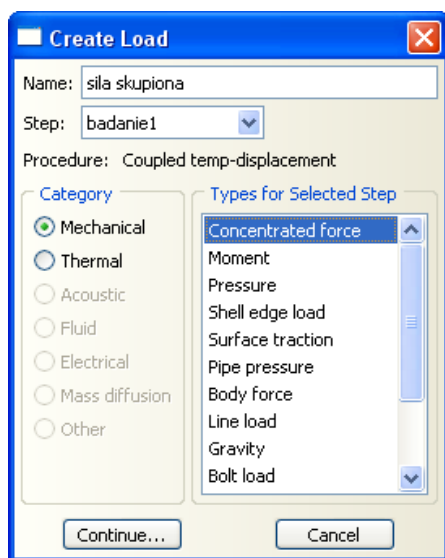 Create Load
Name: sila skupiona
Step: badanie1
Procedure: Coupled temp-displacement
Category
Mechanical
Thermal
Acoustic
Fluid
Electrical
Mass diffusion
Other
Types for Selected Step
Concentrated force
Moment
Pressure
Shell edge load
Surface traction
Pipe pressure
Body force
Line load
Gravity
Bolt load
Continue... Cancel